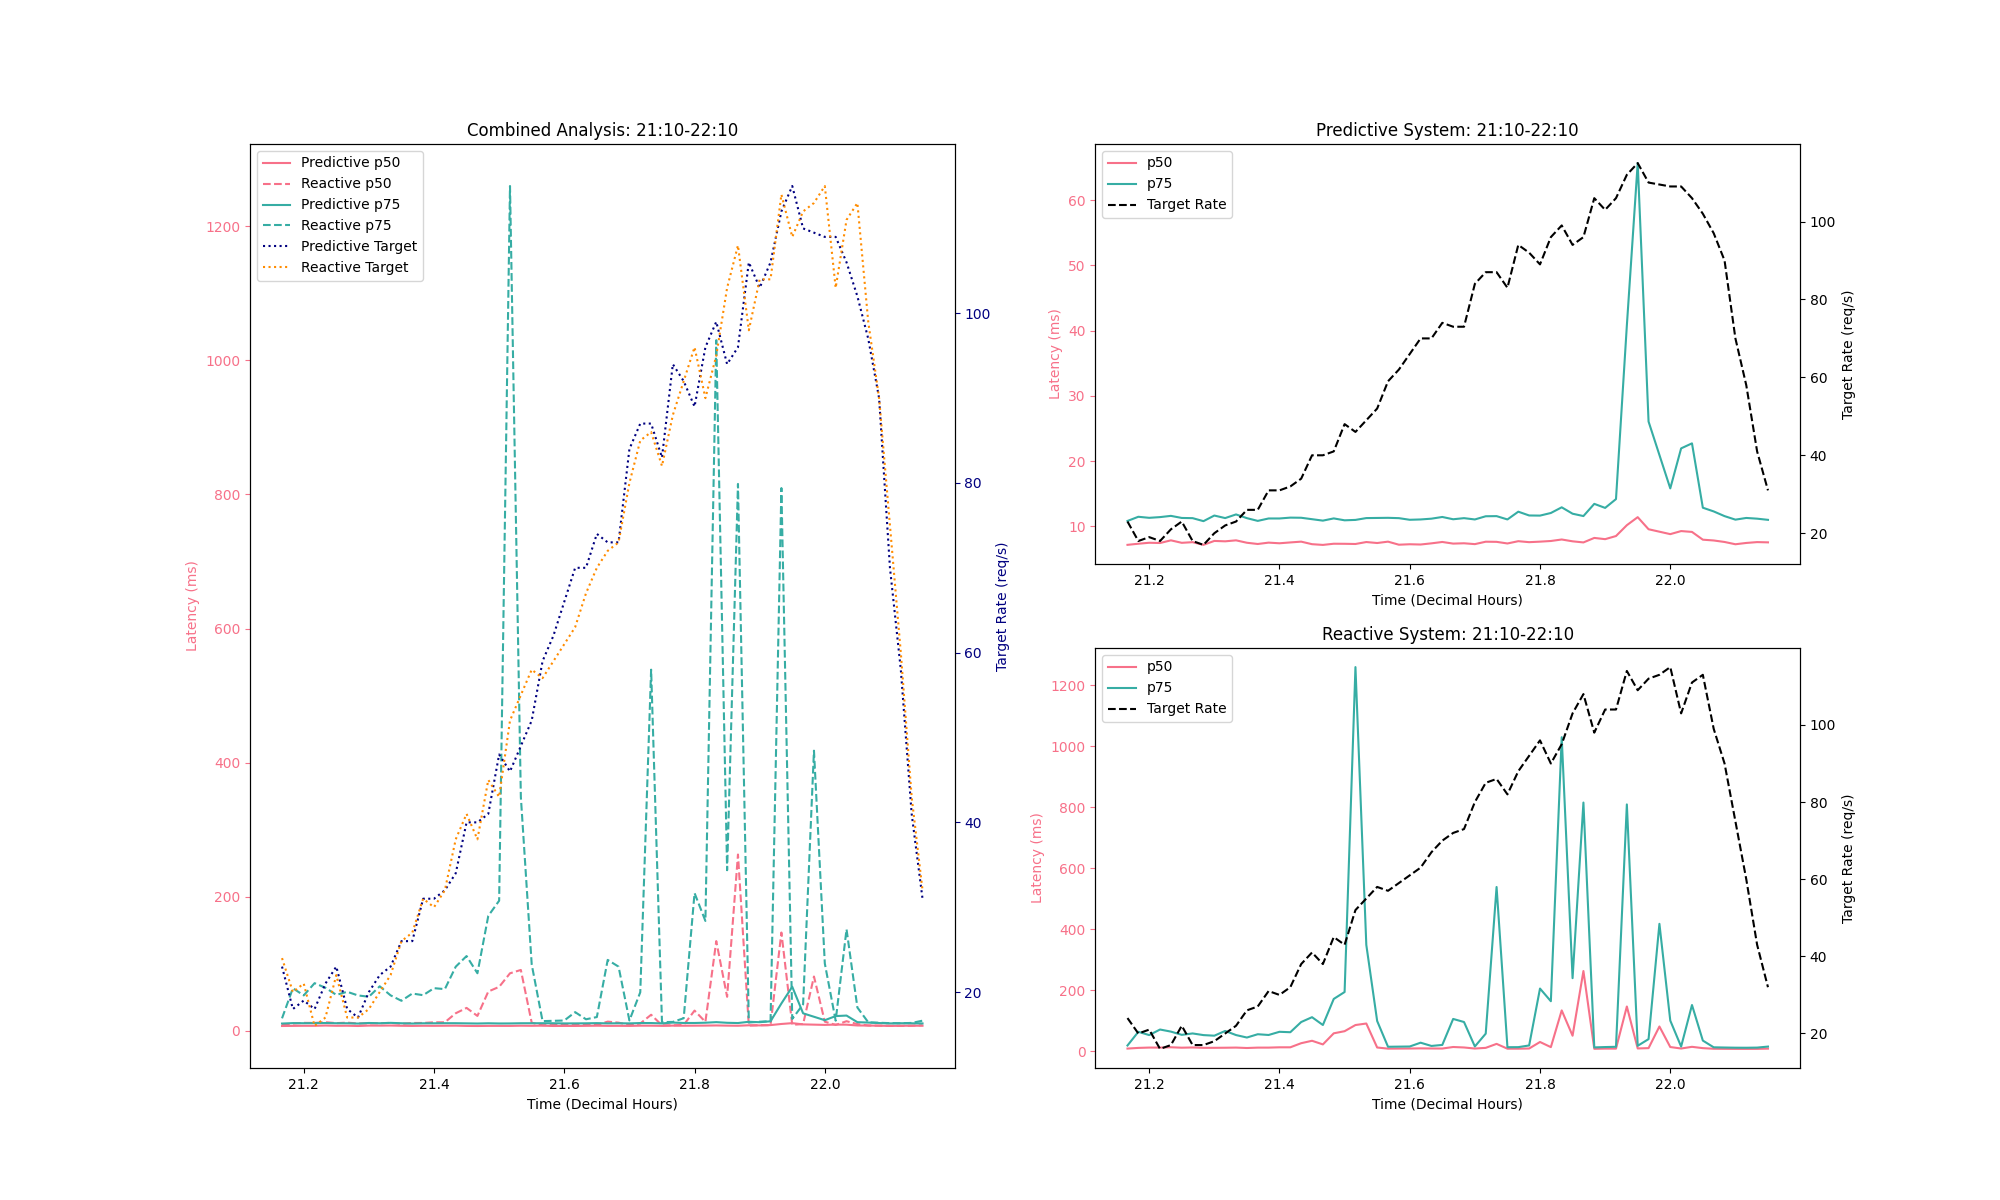 Combined Analysis: 21:10-22:10
Predictive p50
Reactive p50
Predictive p75
Reactive p75
Predictive Target
Reactive Target
1200
1000
800
600
400
200
0
Latency (ms)
100
80
60
40
20
Target Rate (req/s)
21.2 21.4 21.6 21.8 22.0
Time (Decimal Hours)
Predictive System: 21:10-22:10
p50
p75
Target Rate
60
50
40
30
20
10
Latency (ms)
100
80
60
40
20
Target Rate (req/s)
21.2 21.4 21.6 21.8 22.0
Time (Decimal Hours)
Reactive System: 21:10-22:10
p50
p75
Target Rate
1200
1000
800
600
400
200
0
Latency (ms)
100
80
60
40
20
Target Rate (req/s)
21.2 21.4 21.6 21.8 22.0
Time (Decimal Hours)